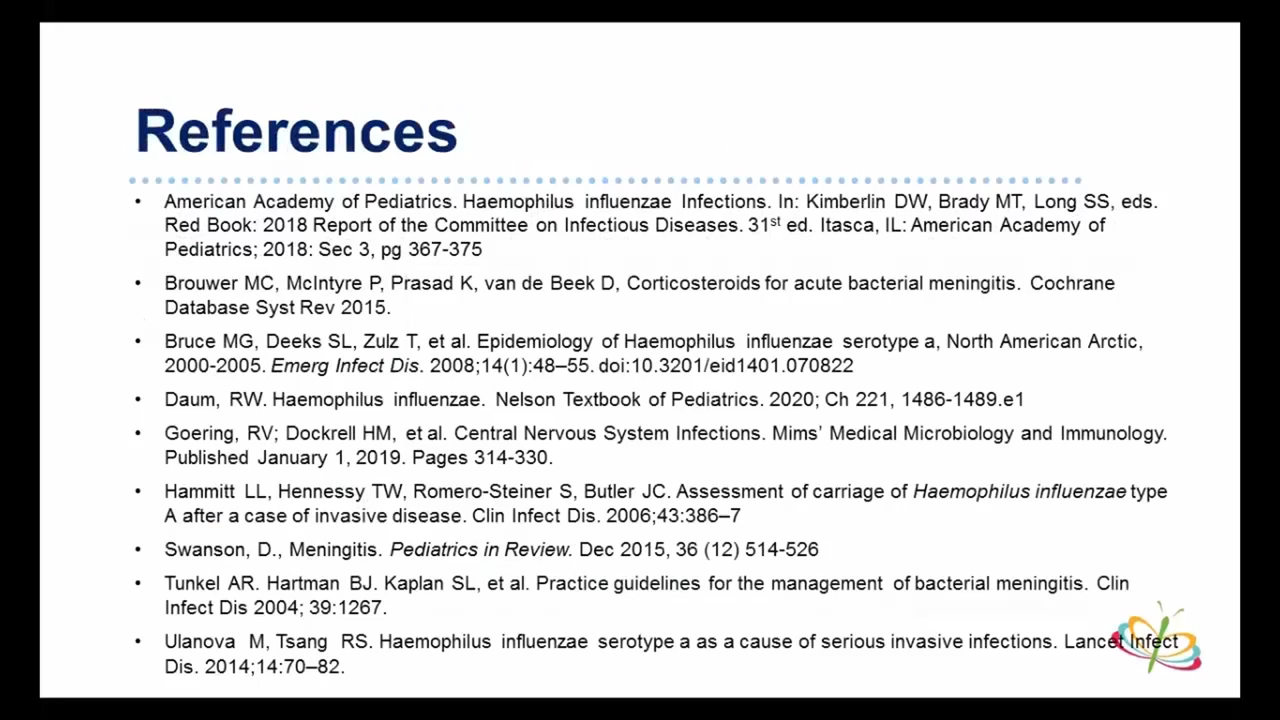 References
• American Academy of Pediatrics. Haemophilus influenzae Infections. In: Kimberlin DW, Brady MT, Long SS, eds.
Red Book: 2018 Report of the Committee on Infectious Diseases. 31st ed. Itasca, IL: American Academy of
Pediatrics; 2018: Sec 3, pg 367-375
• Brouwer MC, McIntyre P, Prasad K, van de Beek D, Corticosteroids for acute bacterial meningitis. Cochrane
Database Syst Rev 2015.
• Bruce MG, Deeks SL, Zulz T, et al. Epidemiology of Haemophilus influenzae serotype a, North American Arctic,
2000-2005. Emerg Infect Dis. 2008;14(1):48–55. doi:10.3201/eid1401.070822
• Daum, RW. Haemophilus influenzae. Nelson Textbook of Pediatrics. 2020; Ch 221, 1486-1489.e1
• Goering, RV; Dockrell HM, et al. Central Nervous System Infections. Mims’ Medical Microbiology and Immunology.
Published January 1, 2019. Pages 314-330.
• Hammitt LL, Hennessy TW, Romero-Steiner S, Butler JC. Assessment of carriage of Haemophilus influenzae type
A after a case of invasive disease. Clin Infect Dis. 2006;43:386–7
• Swanson, D., Meningitis. Pediatrics in Review. Dec 2015, 36 (12) 514-526
• Tunkel AR. Hartman BJ. Kaplan SL, et al. Practice guidelines for the management of bacterial meningitis. Clin
Infect Dis 2004; 39:1267.
• Ulanova M, Tsang RS. Haemophilus influenzae serotype a as a cause of serious invasive infections. Lancet Infect
Dis. 2014;14:70–82.